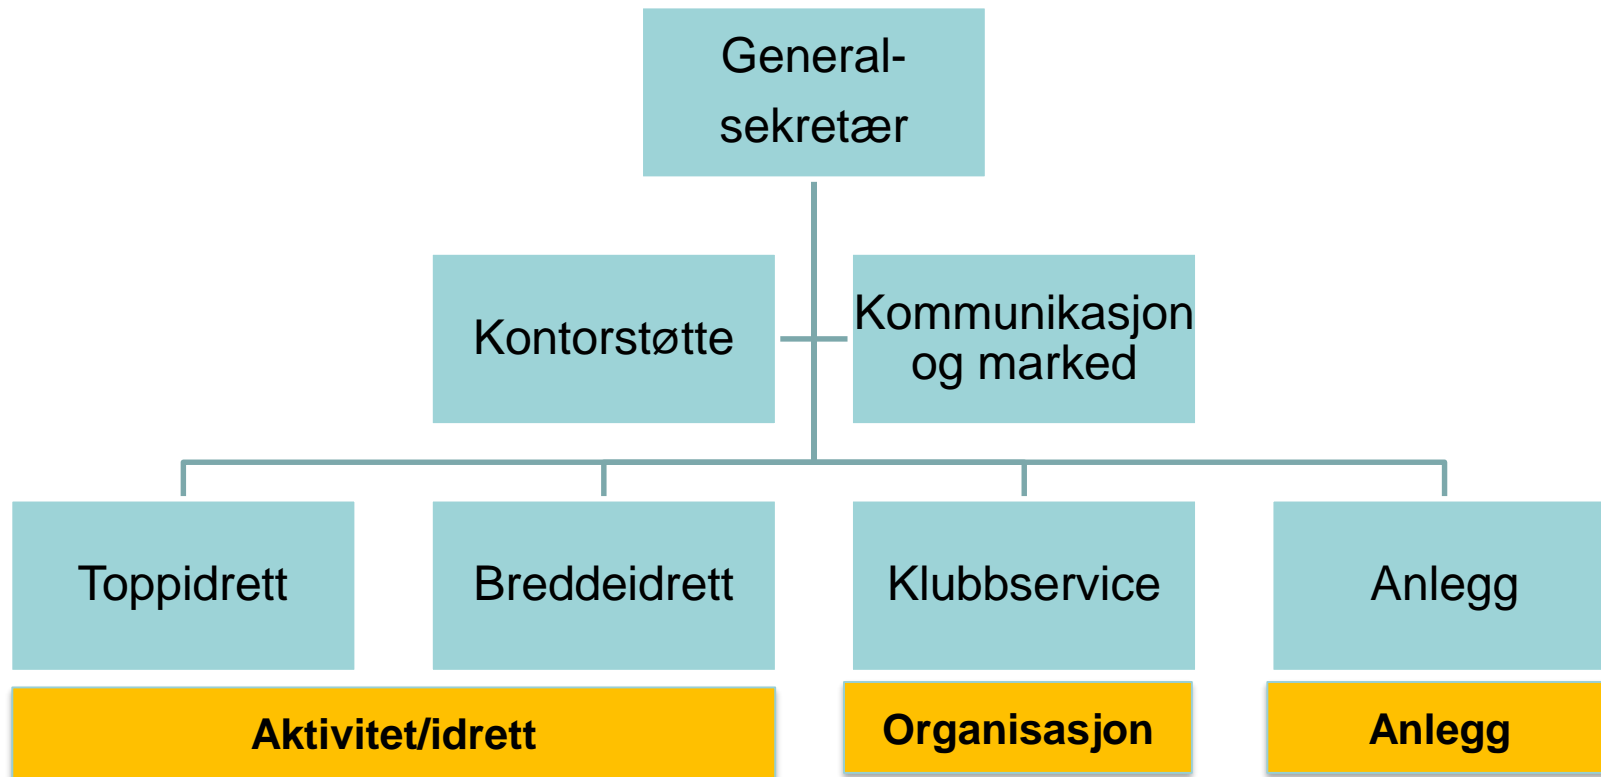 General-
sekretær
Kontorstøtte
Kommunikasjon
og marked
Toppidrett
Breddeidrett
Klubbservice
Anlegg
Aktivitet/idrett
Organisasjon
Anlegg